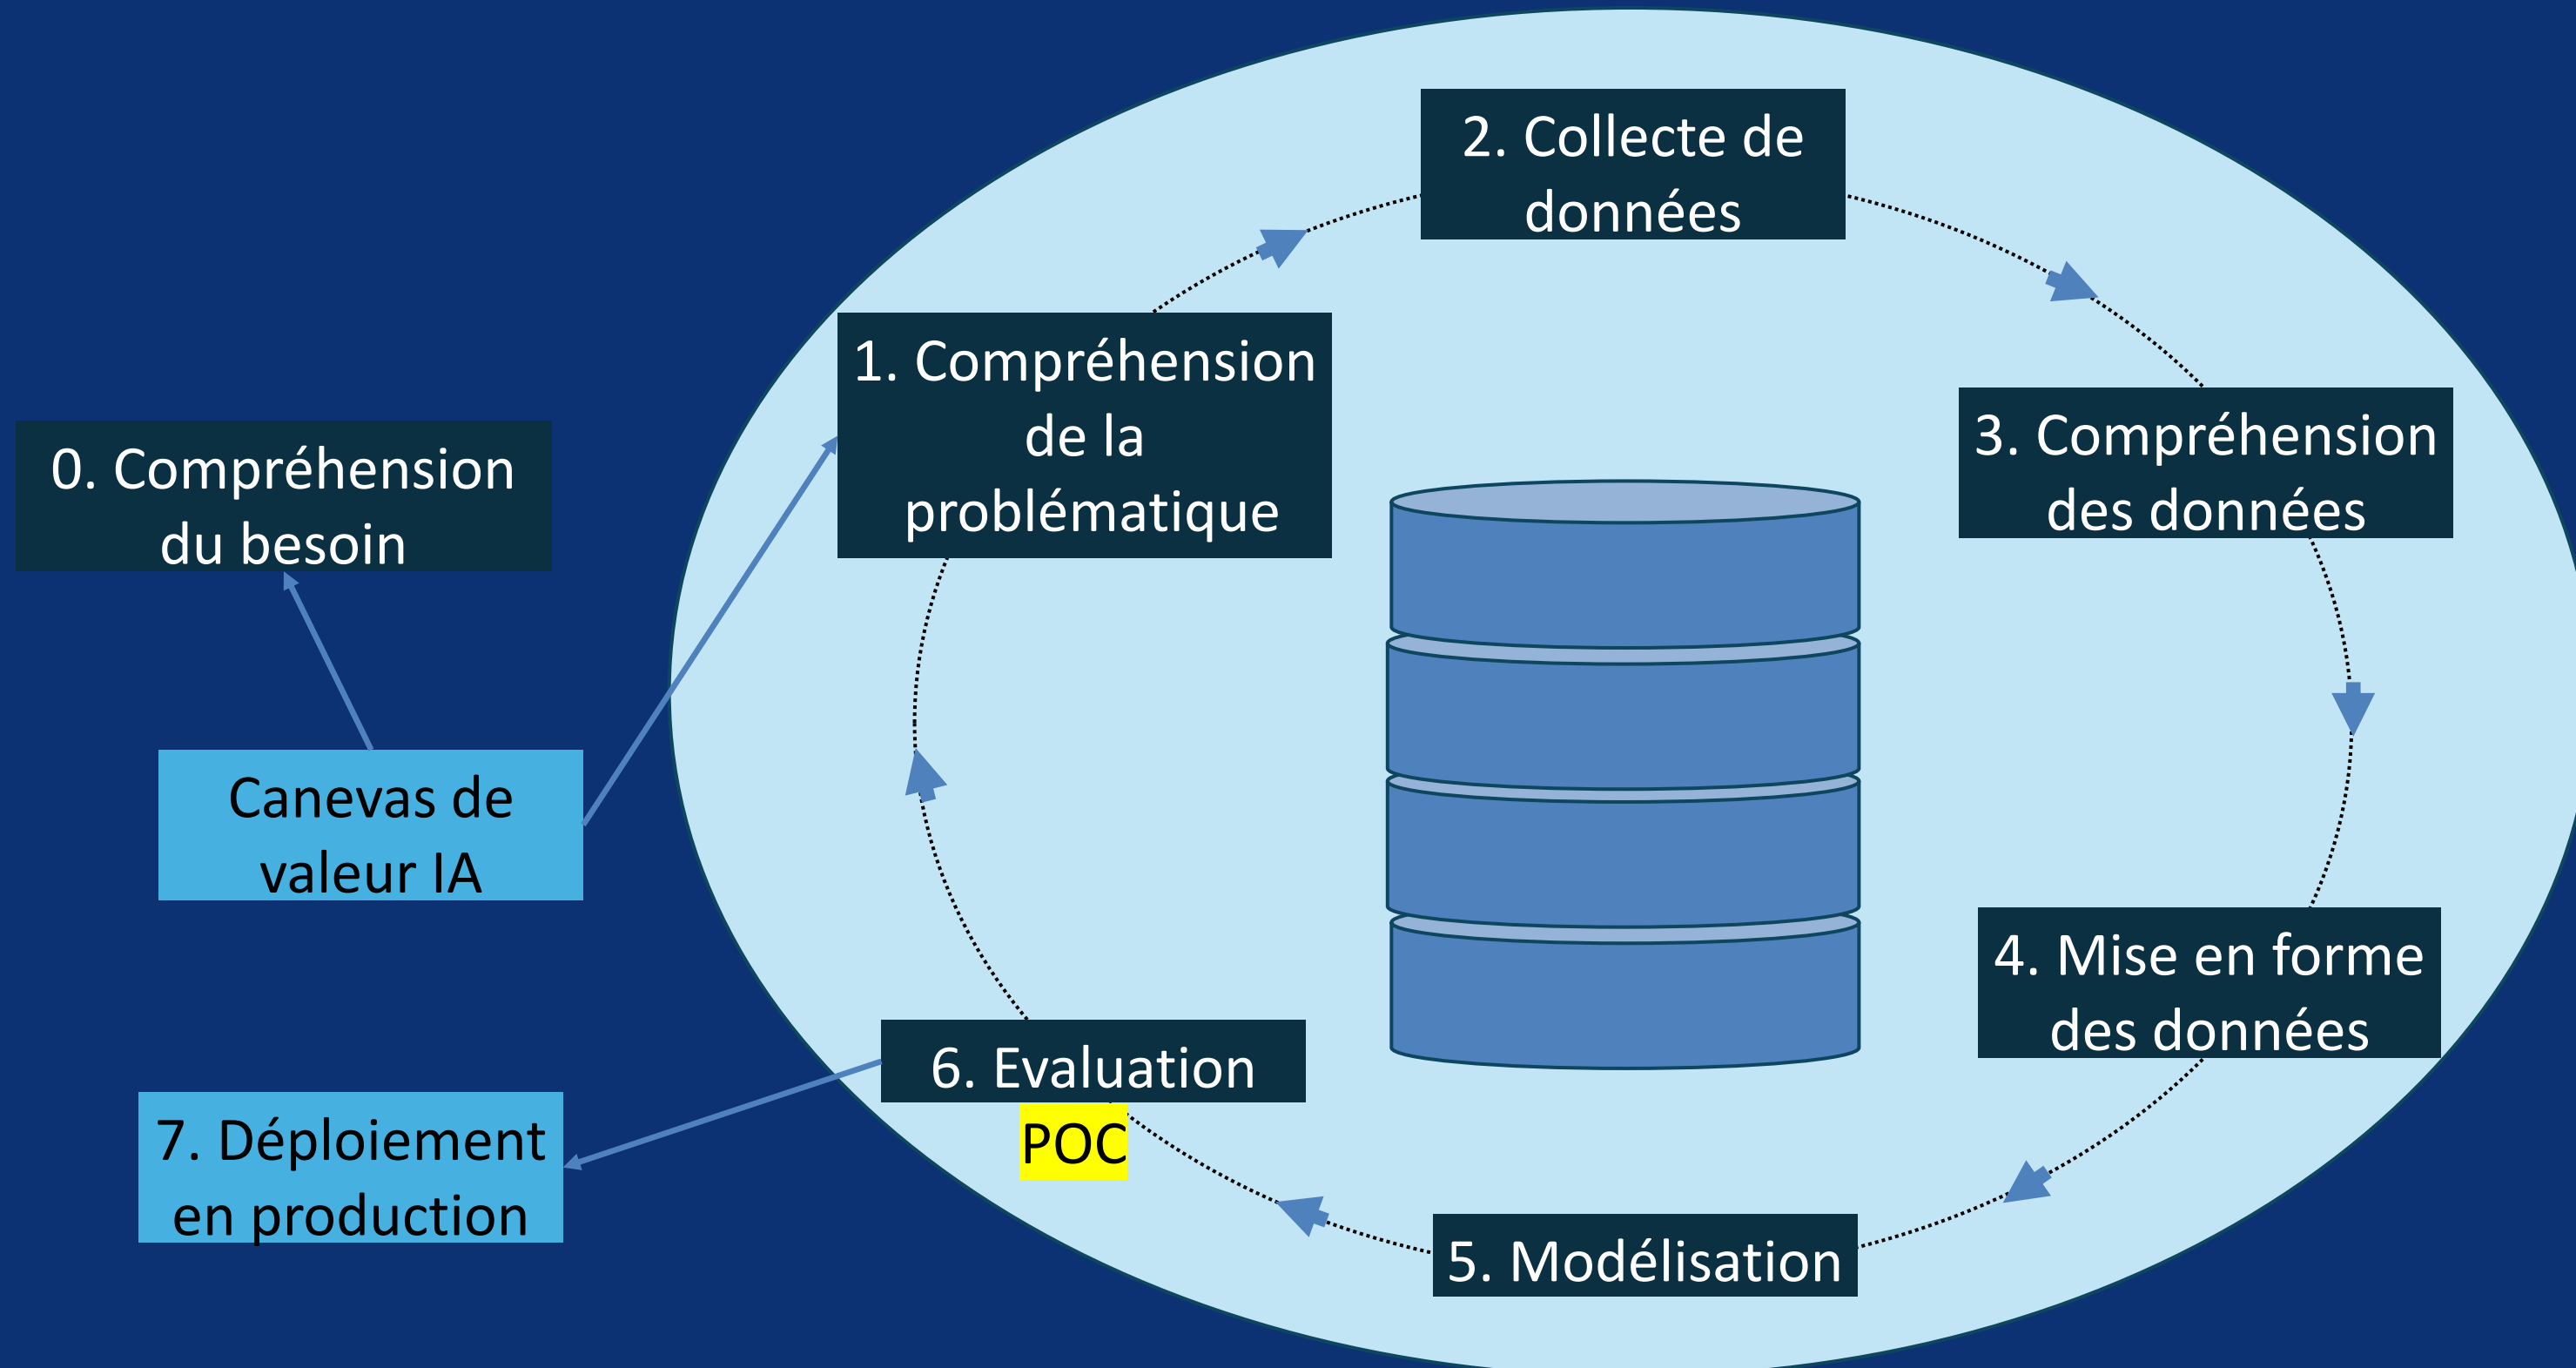 0. Compréhension
du besoin
Canevas de
valeur IA
1. Compréhension
de la
problématique
2. Collecte de
données
3. Compréhension
des données
4. Mise en forme
des données
5. Modélisation
6. Evaluation
POC
7. Déploiement
en production